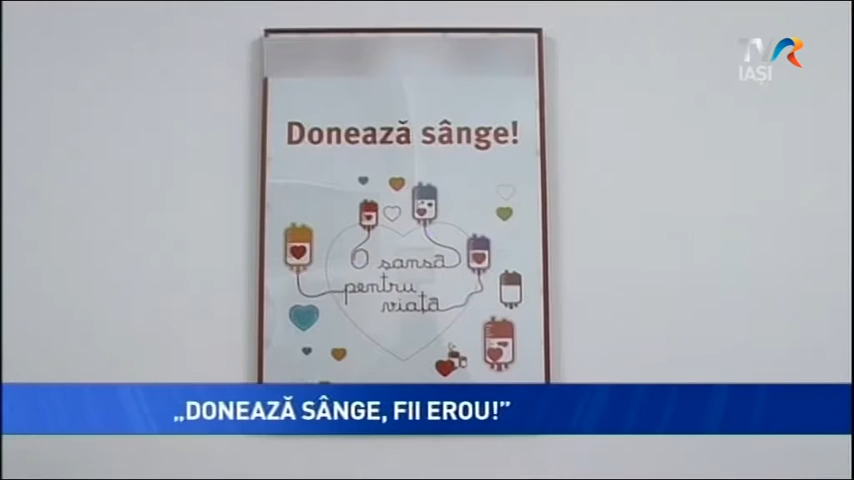 TVR
IAȘI
Donează sânge!
O șansă
pentru
viață
„DONEAZĂ SÂNGE, FII EROU!”